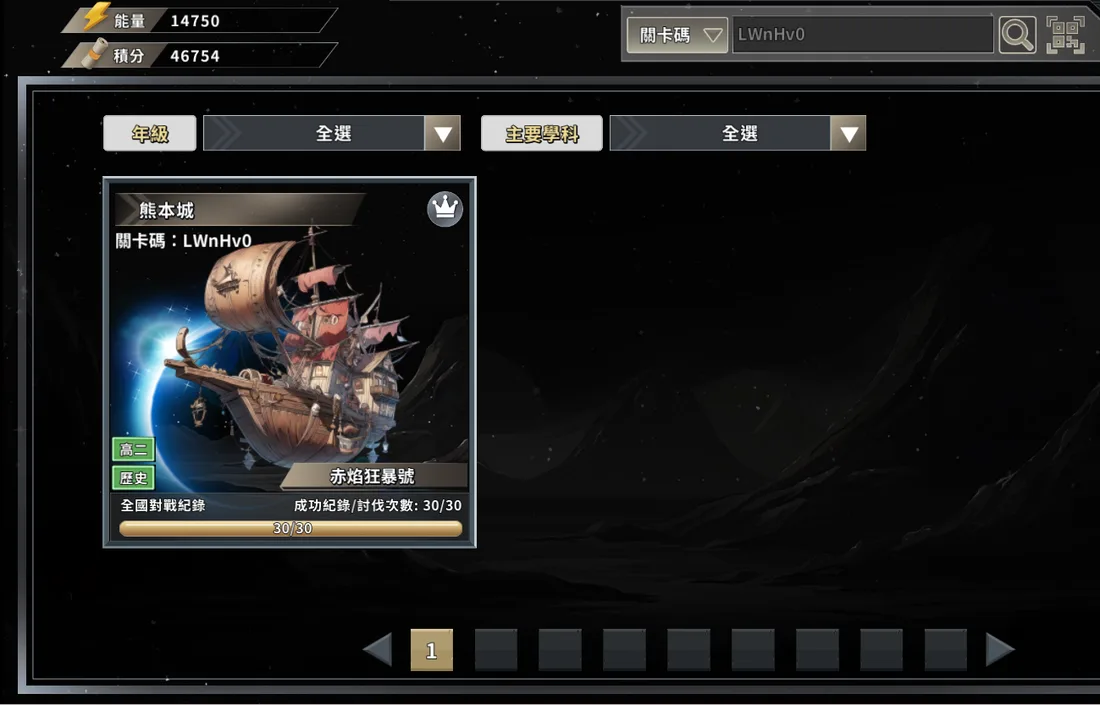 能量 14750
積分 46754
關卡碼 LWnHv0
年級 全選 主要學科 全選
熊本城
關卡碼：LWnHv0
高二
歷史
赤焰狂暴號
全國對戰紀錄 成功紀錄/討伐次數: 30/30
30/30
1